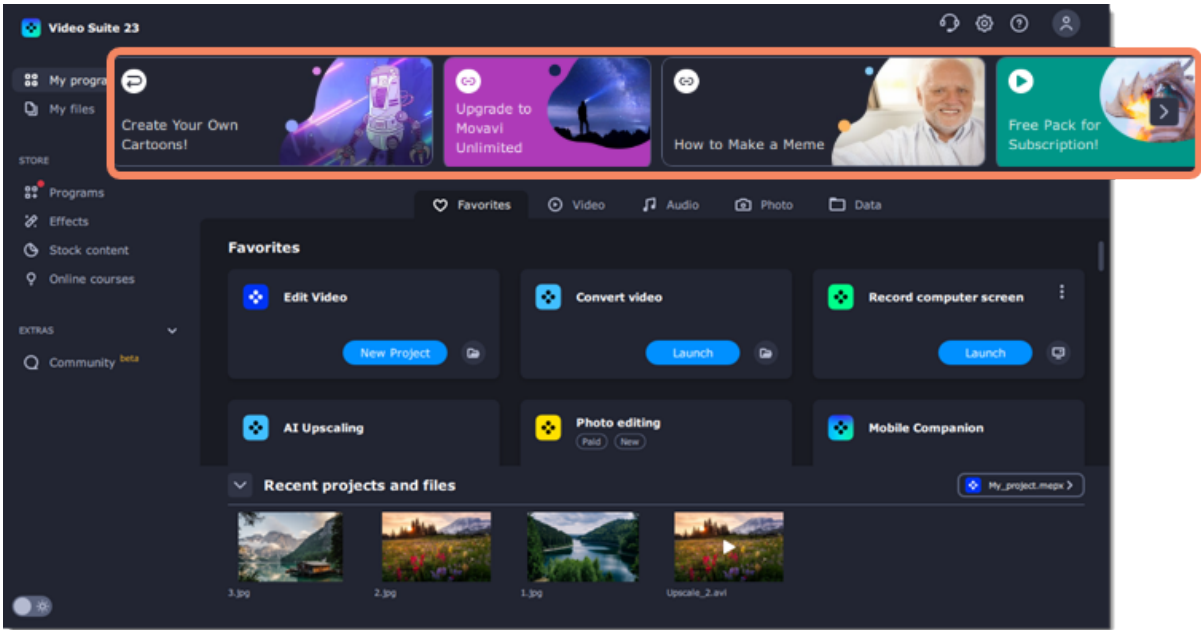 Video Suite 23
My progra
My files
STORE
Programs
Effects
Stock content
Online courses
EXTRAS
Community beta
Create Your Own
Cartoons!
Upgrade to
Movavi
Unlimited
How to Make a Meme
Free Pack for
Subscription!
Favorites
Video
Audio
Photo
Data
Favorites
Edit Video
New Project
Convert video
Launch
Record computer screen
Launch
AI Upscaling
Photo editing
Paid
New
Mobile Companion
Recent projects and files
My_project.mepx
3.jpg
2.jpg
1.jpg
Upscale_2.avi